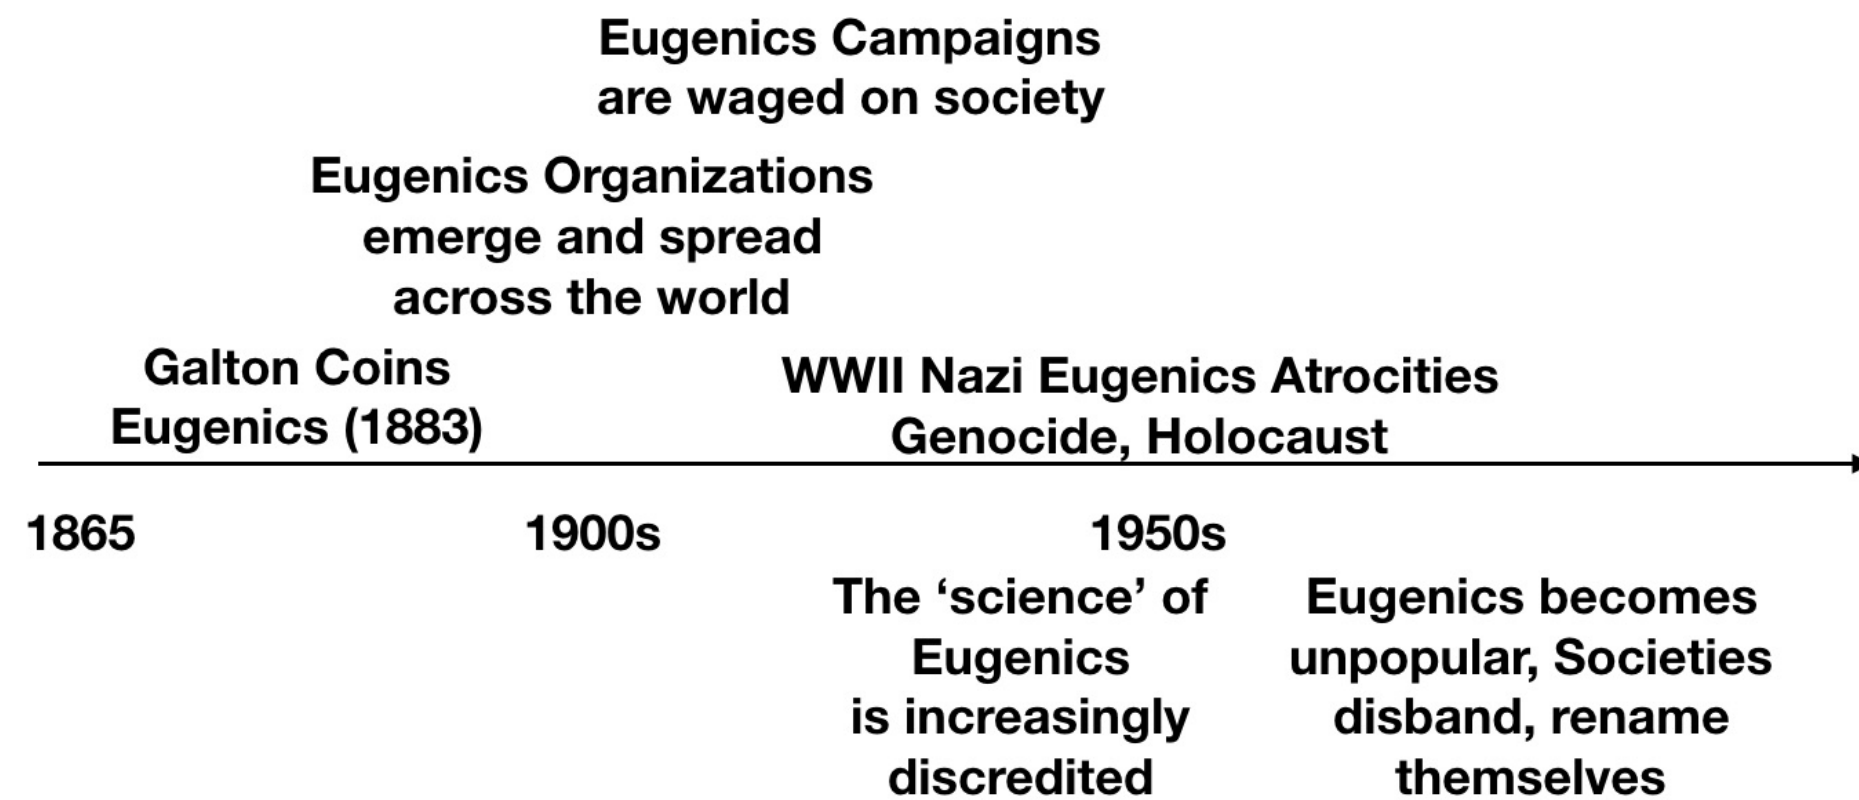 Eugenics Campaigns
are waged on society
Eugenics Organizations
emerge and spread
across the world
Galton Coins
Eugenics (1883)
WWII Nazi Eugenics Atrocities
Genocide, Holocaust
1865
1900s
1950s
The ‘science’ of
Eugenics
is increasingly
discredited
Eugenics becomes
unpopular, Societies
disband, rename
themselves